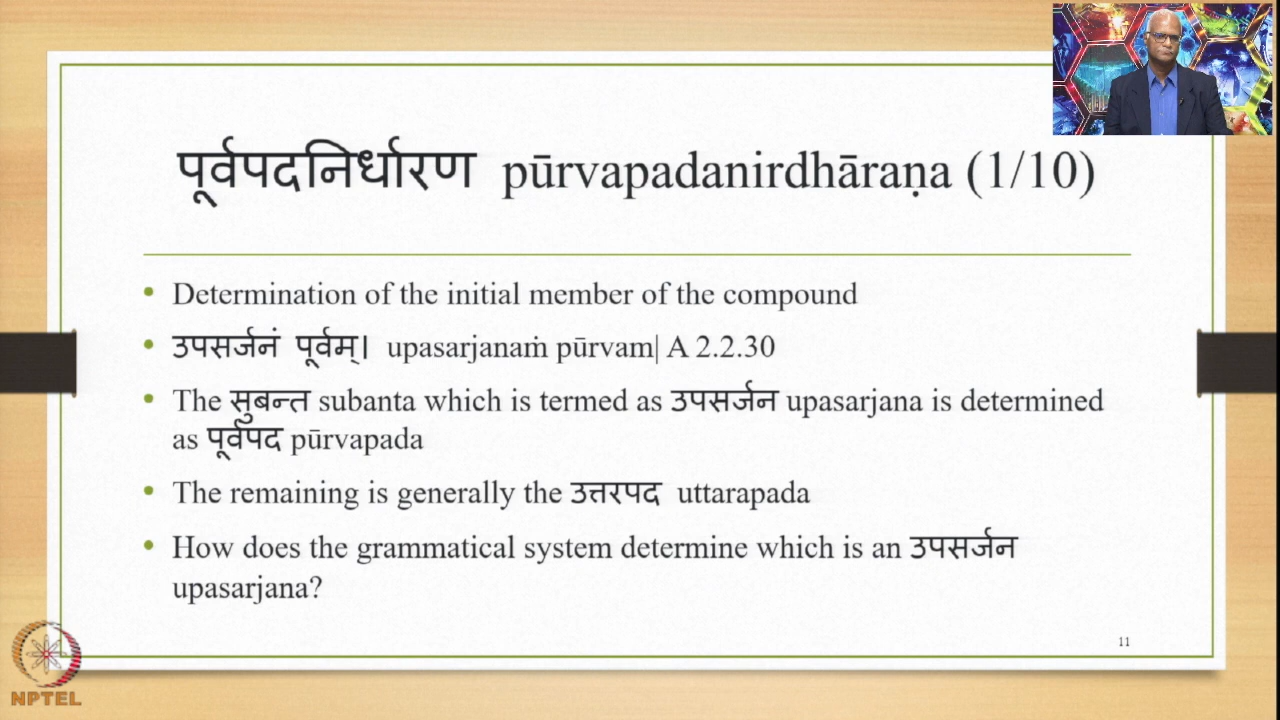 पूर्वपदनिर्धारण pūrvapadanirdhāraṇa (1/10)
• Determination of the initial member of the compound
• उपसर्जनं पूर्वम्। upasarjanaṁ pūrvam| A 2.2.30
• The सुबन्त subanta which is termed as उपसर्जन upasarjana is determined
as पूर्वपद pūrvapada
• The remaining is generally the उत्तरपद uttarapada
• How does the grammatical system determine which is an उपसर्जन
upasarjana?
11
NPTEL